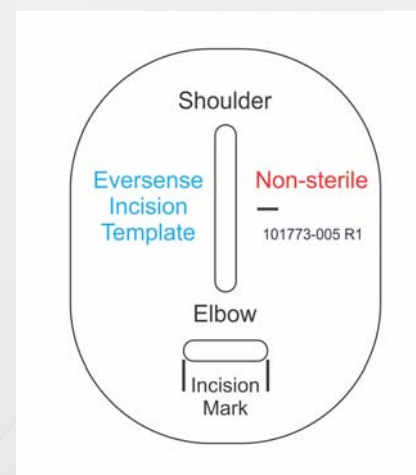 Shoulder
Eversense
Incision
Template
Non-sterile
101773-005 R1
Elbow
Incision
Mark